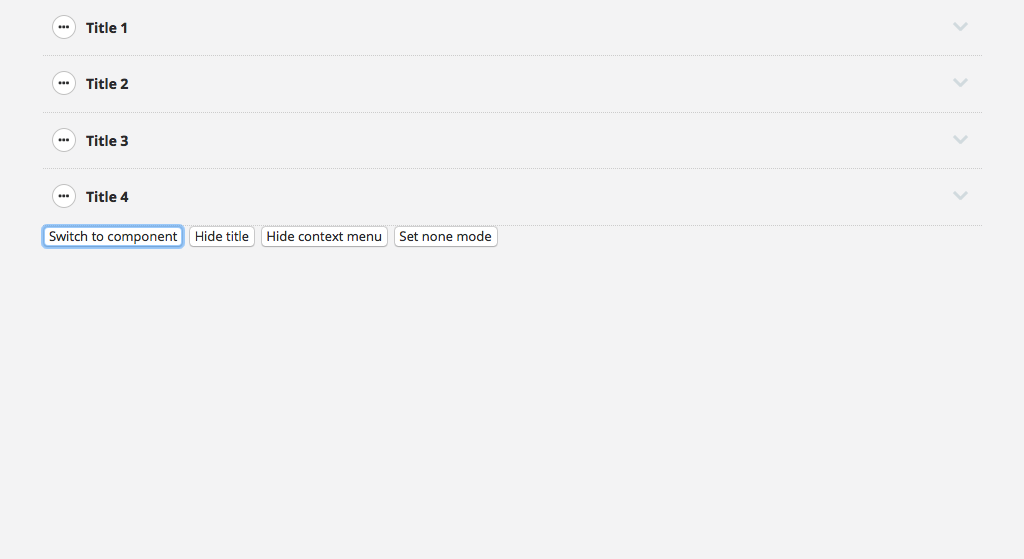 Title 1
Title 2
Title 3
Title 4
Switch to component Hide title Hide context menu Set none mode